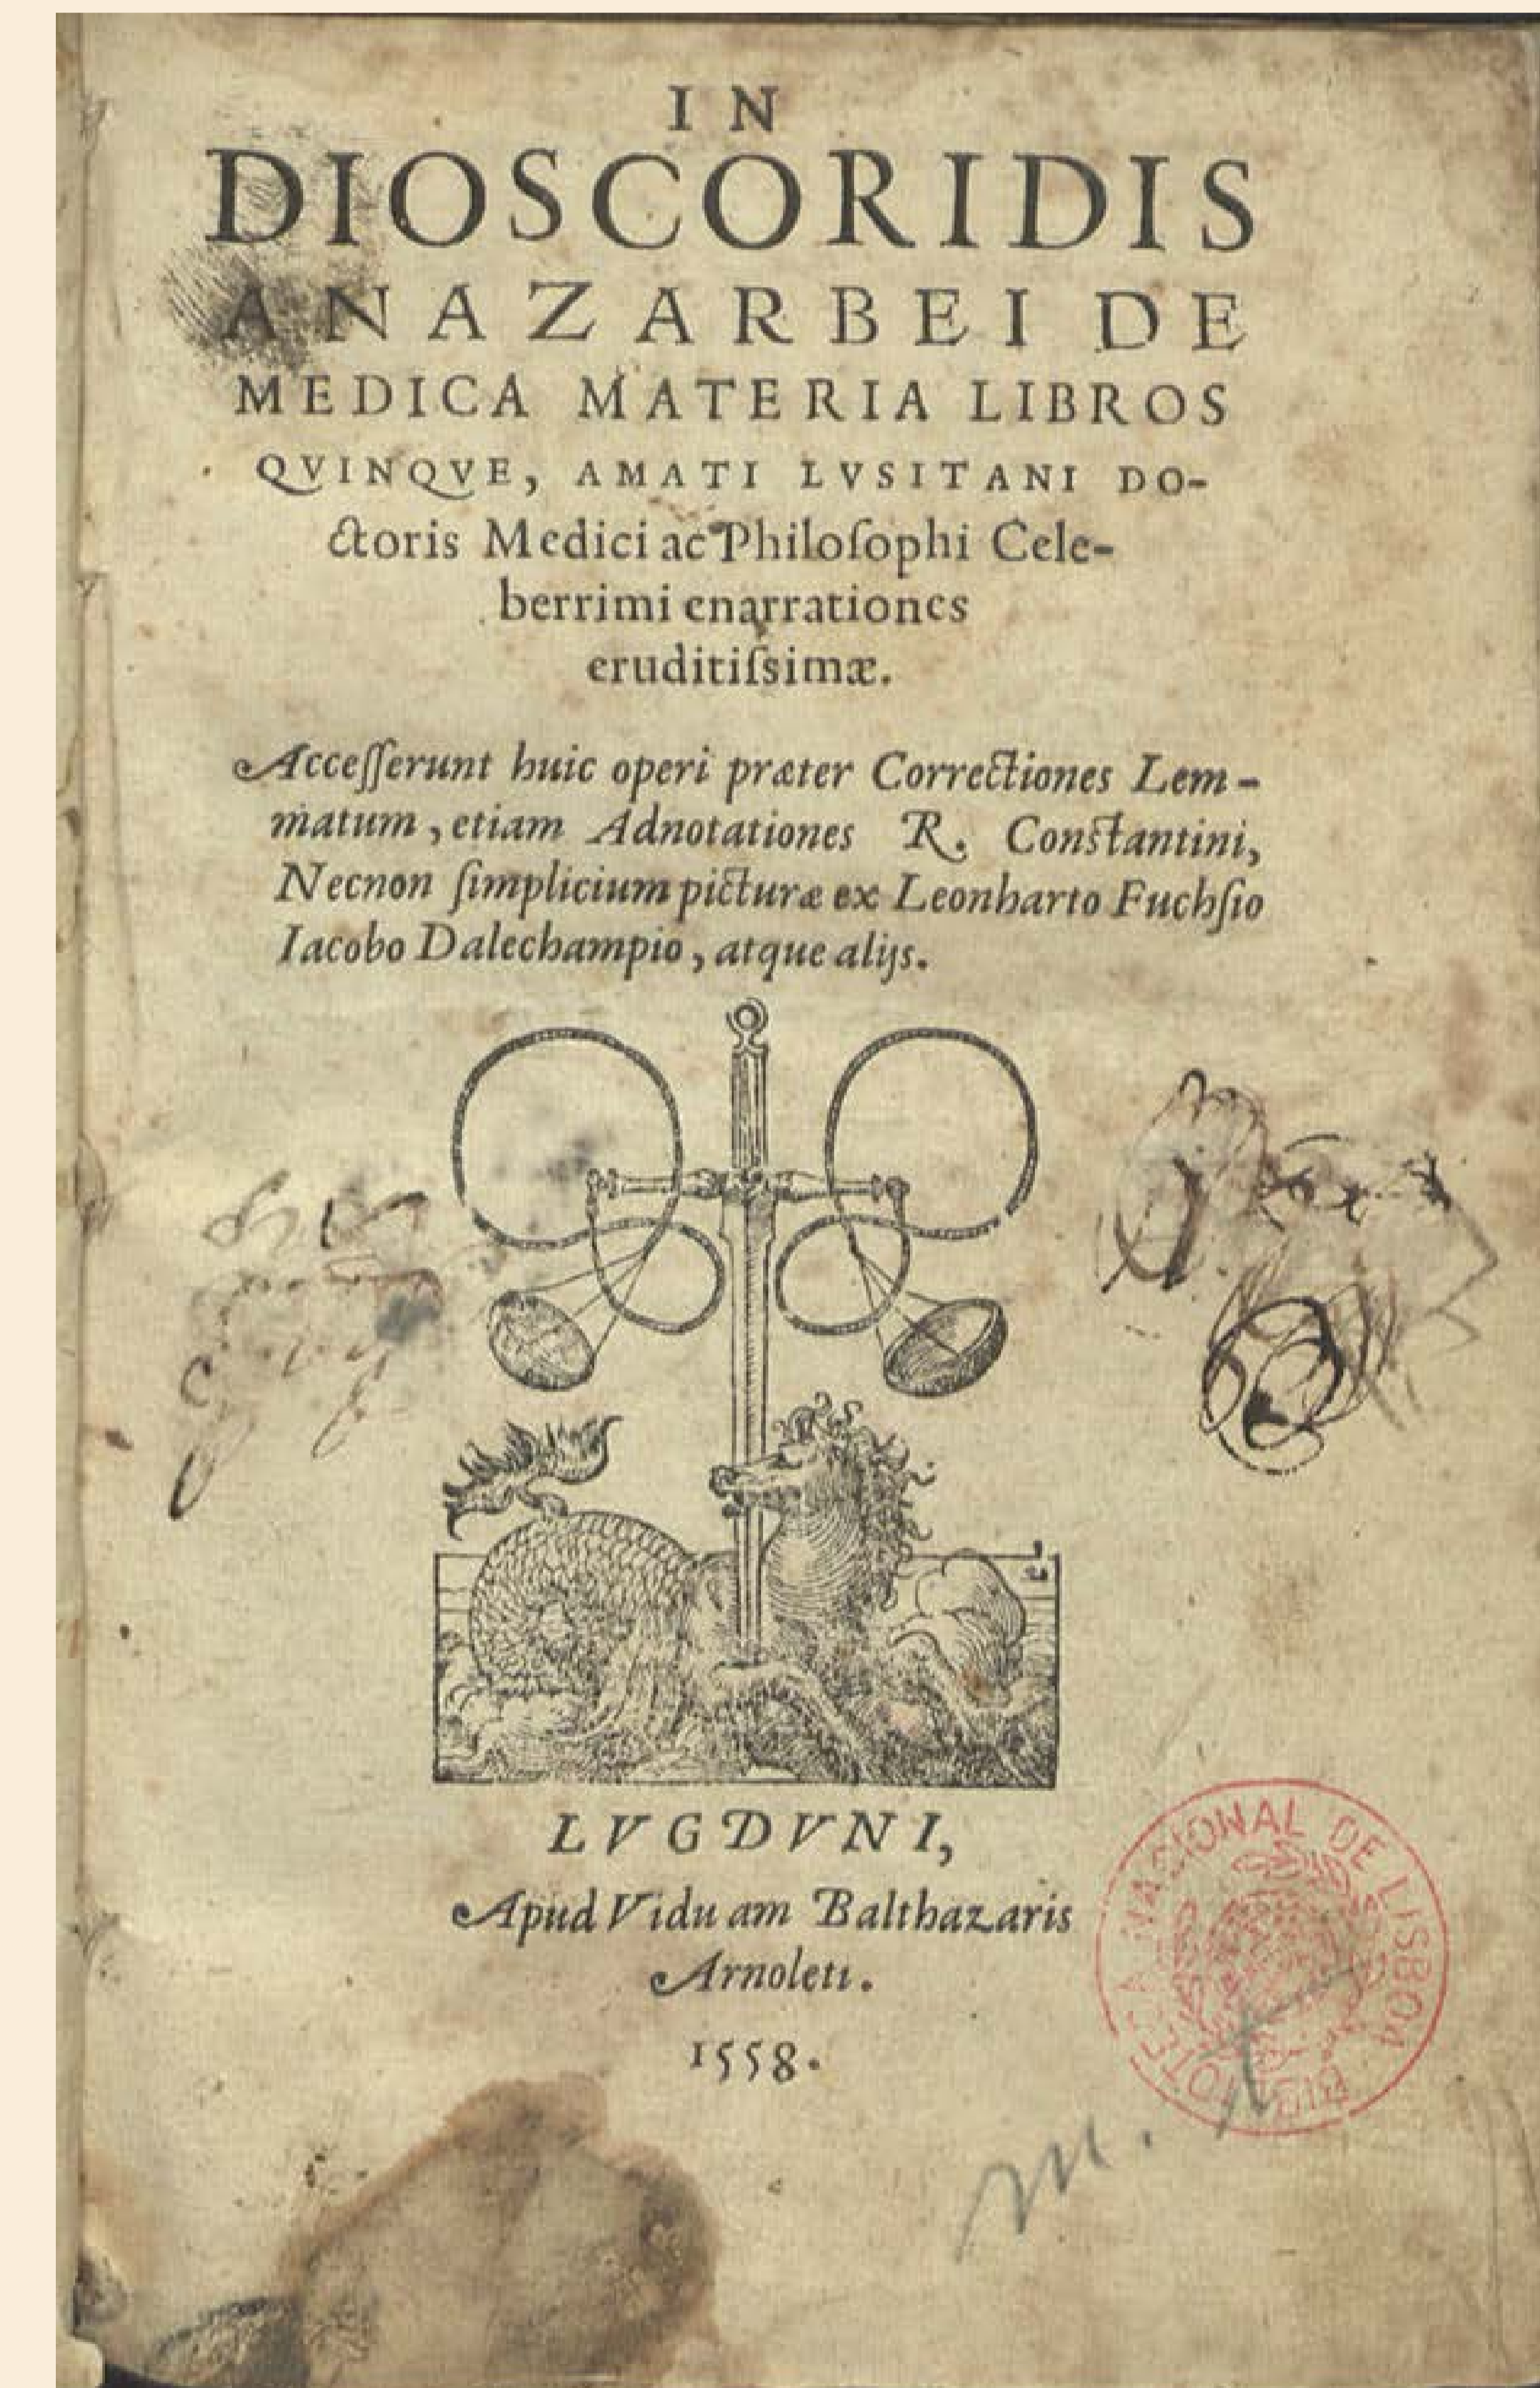 IN
DIOSCORIDIS
ANAZARBEI DE
MEDICA MATERIA LIBROS
QVINQVE, AMATI LVSITANI DO-
ctoris Medici ac Philoſophi Cele-
berrimi enarrationes
eruditiſsimæ.
Acceſſerunt huic operi præter Correctiones Lem-
matum, etiam Adnotationes R. Conſtantini,
Necnon ſimplicium picturæ ex Leonharto Fuchſio
Iacobo Dalechampio, atque alijs.
LVGDVNI,
Apud Viduam Balthazaris
Arnoleti.
1558.
BIBLIOTECA NACIONAL DE LISBOA